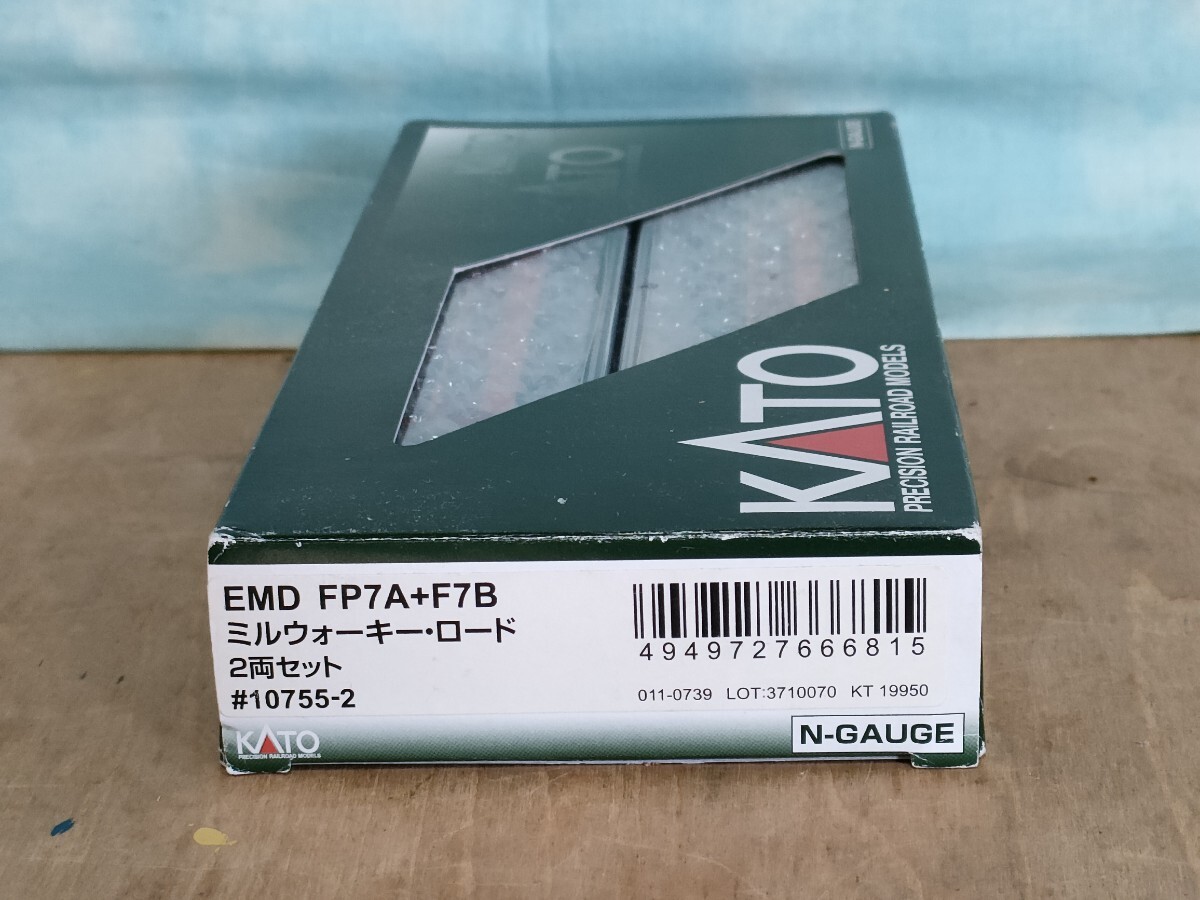 N-GAUGE
KATO
PRECISION RAILROAD MODELS
EMD FP7A+F7B
ミルウォーキー・ロード
2両セット
#10755-2
4949727666815
011-0739 LOT:3710070 KT 19950
KATO
PRECISION RAILROAD MODELS
N-GAUGE